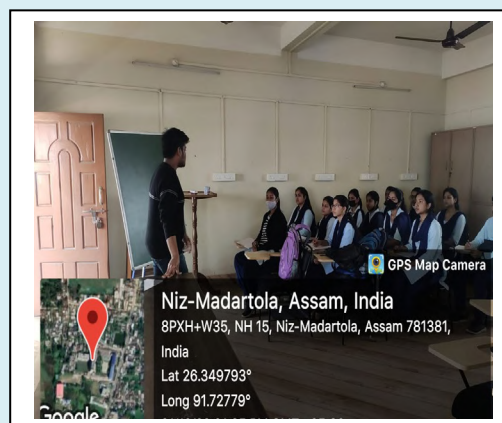 GPS Map Camera
Niz-Madartola, Assam, India
8PXH+W35, NH 15, Niz-Madartola, Assam 781381,
India
Lat 26.349793°
Long 91.72779°
Google